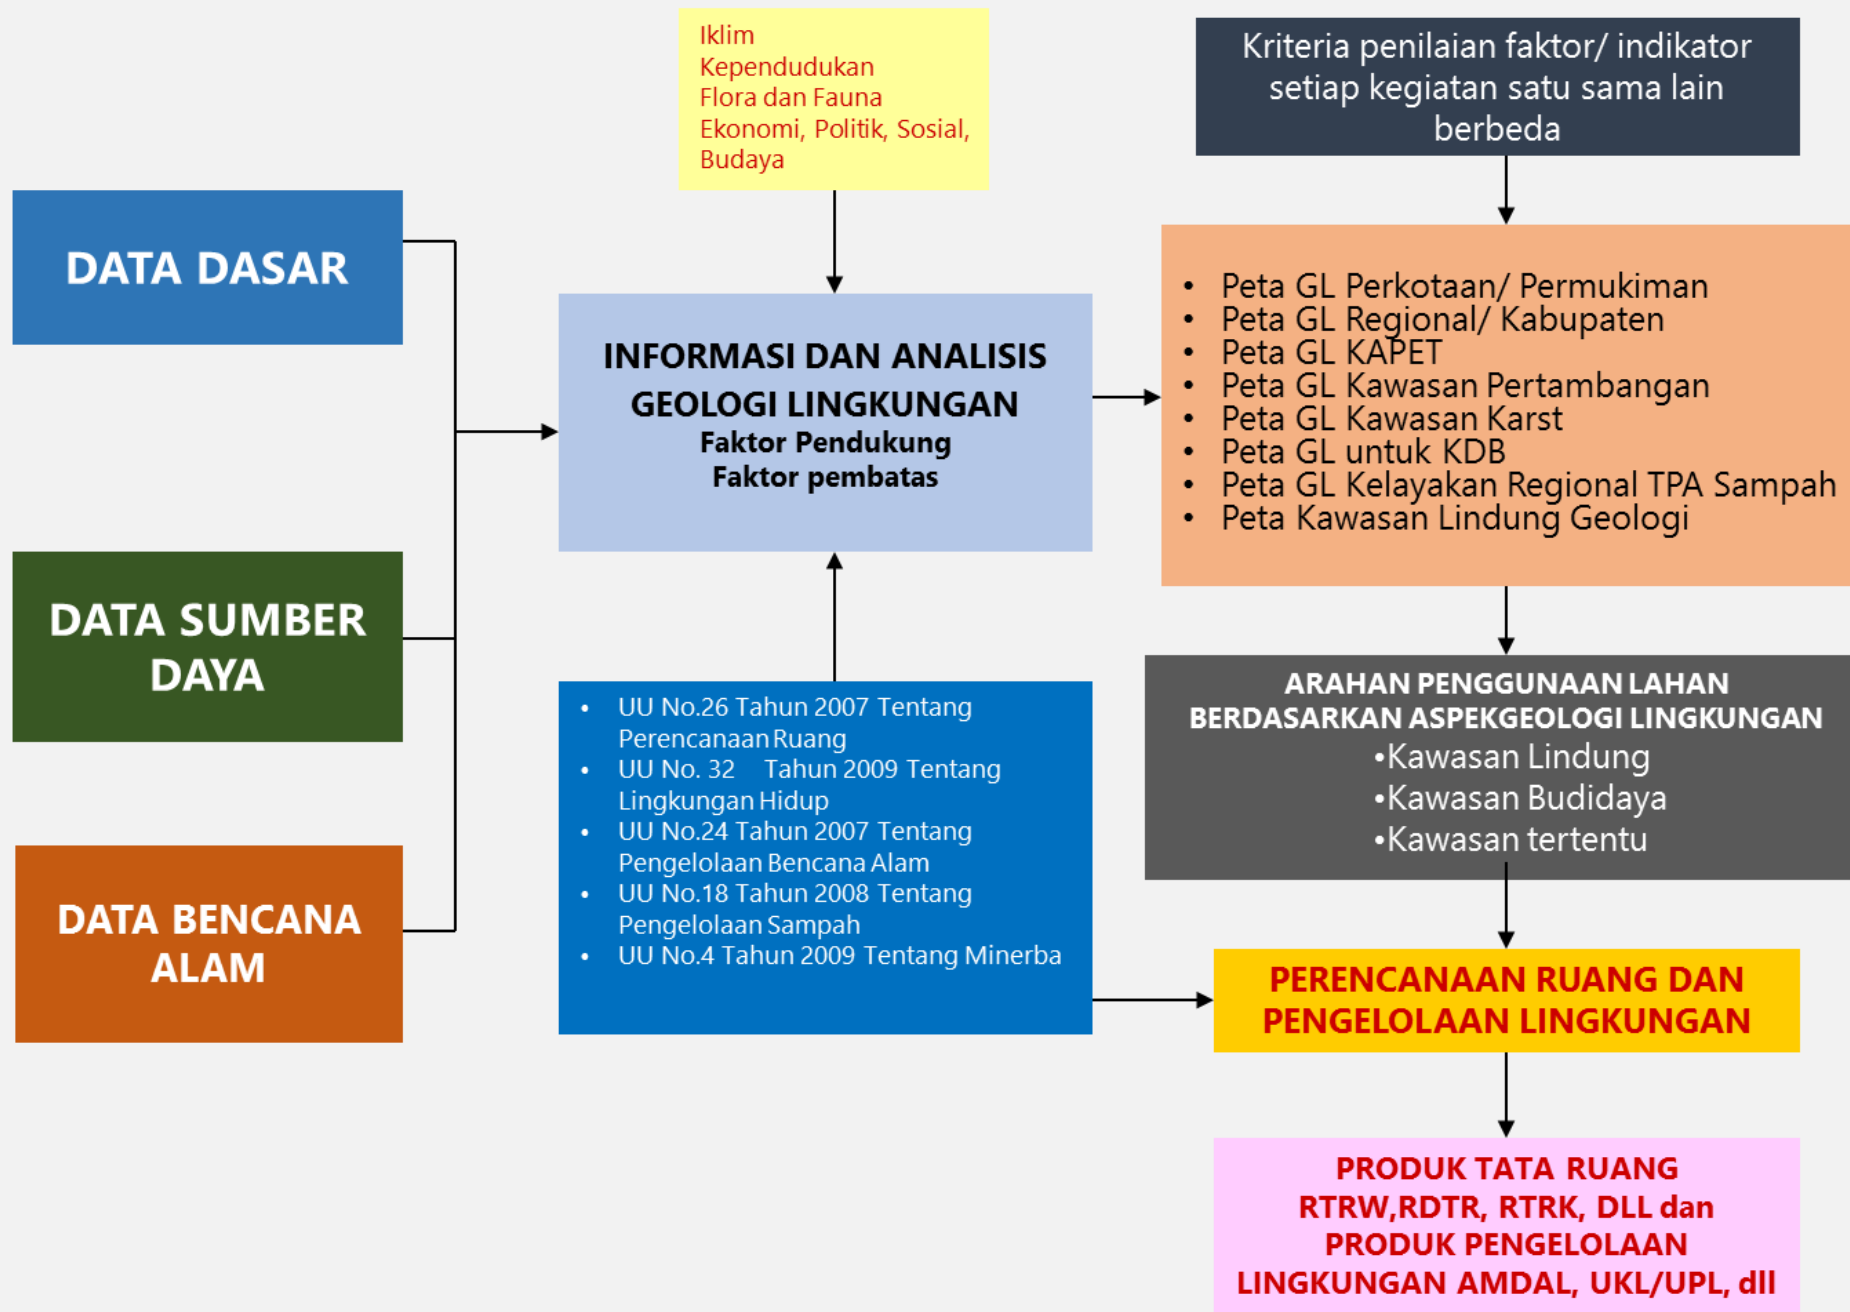 Iklim
Kependudukan
Flora dan Fauna
Ekonomi, Politik, Sosial,
Budaya
Kriteria penilaian faktor/ indikator
setiap kegiatan satu sama lain
berbeda
DATA DASAR
DATA SUMBER
DAYA
DATA BENCANA
ALAM
INFORMASI DAN ANALISIS
GEOLOGI LINGKUNGAN
Faktor Pendukung
Faktor pembatas
• Peta GL Perkotaan/ Permukiman
• Peta GL Regional/ Kabupaten
• Peta GL KAPET
• Peta GL Kawasan Pertambangan
• Peta GL Kawasan Karst
• Peta GL untuk KDB
• Peta GL Kelayakan Regional TPA Sampah
• Peta Kawasan Lindung Geologi
• UU No.26 Tahun 2007 Tentang
Perencanaan Ruang
• UU No. 32 Tahun 2009 Tentang
Lingkungan Hidup
• UU No.24 Tahun 2007 Tentang
Pengelolaan Bencana Alam
• UU No.18 Tahun 2008 Tentang
Pengelolaan Sampah
• UU No.4 Tahun 2009 Tentang Minerba
ARAHAN PENGGUNAAN LAHAN
BERDASARKAN ASPEKGEOLOGI LINGKUNGAN
•Kawasan Lindung
•Kawasan Budidaya
•Kawasan tertentu
PERENCANAAN RUANG DAN
PENGELOLAAN LINGKUNGAN
PRODUK TATA RUANG
RTRW,RDTR, RTRK, DLL dan
PRODUK PENGELOLAAN
LINGKUNGAN AMDAL, UKL/UPL, dll